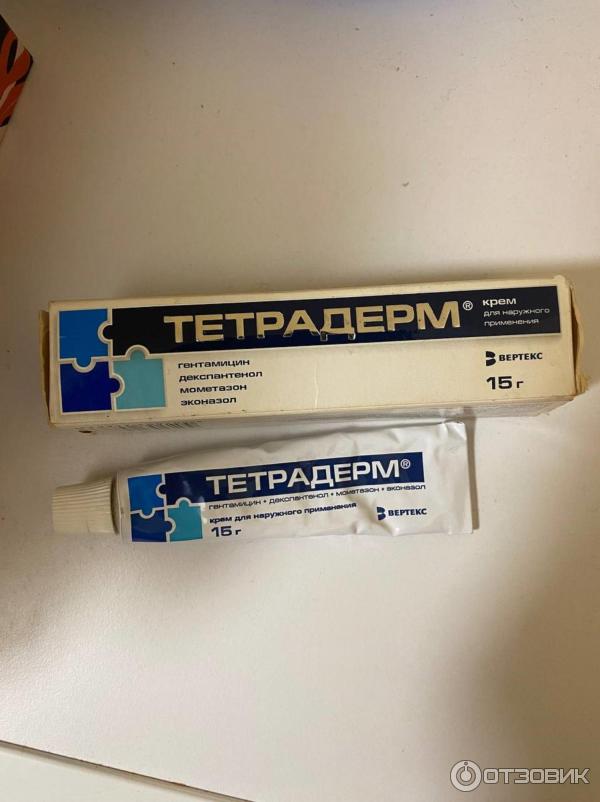 ТЕТРАДЕРМ®
крем
для наружного
применения
гентамицин
декспантенол
мометазон
эконазол
ВЕРТЕКС
15 г
ТЕТРАДЕРМ®
гентамицин + декспантенол + мометазон + эконазол
крем для наружного применения
15 г
ВЕРТЕКС
ОТЗОВИК